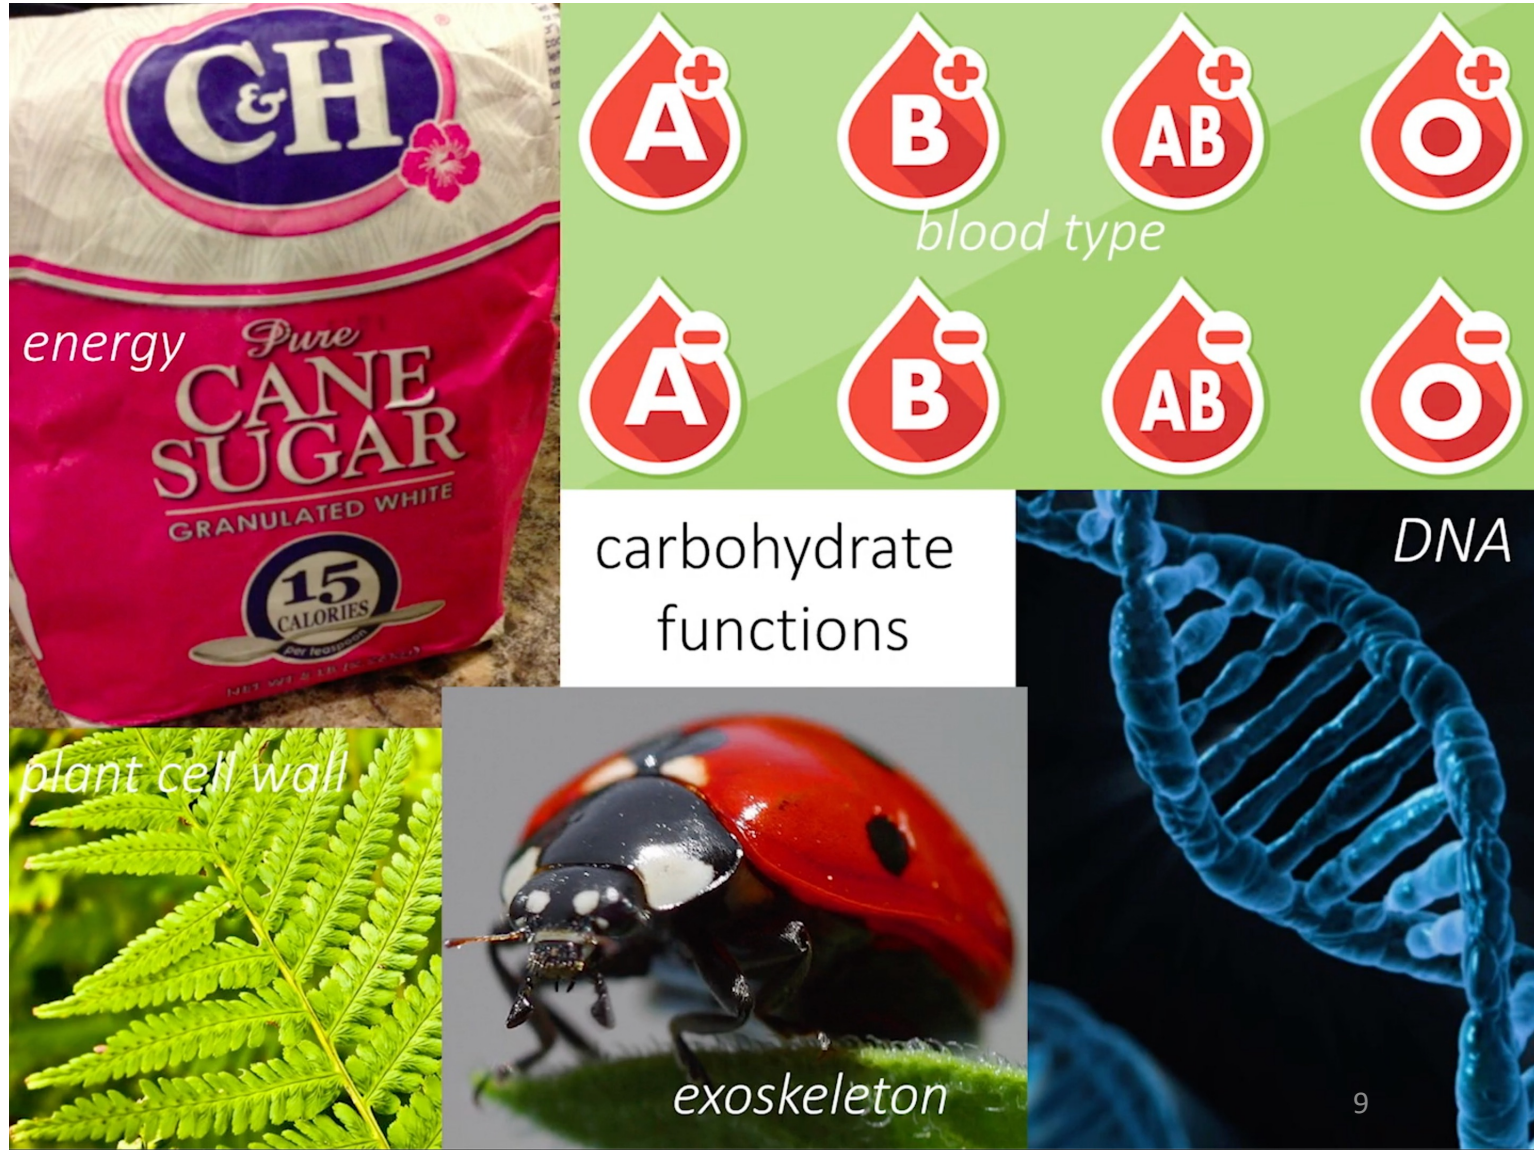 C&H
®
energy
Pure
CANE
SUGAR
GRANULATED WHITE
15
CALORIES
per teaspoon
A+
B+
AB+
O+
blood type
A−
B−
AB−
O−
carbohydrate
functions
DNA
plant cell wall
exoskeleton
9